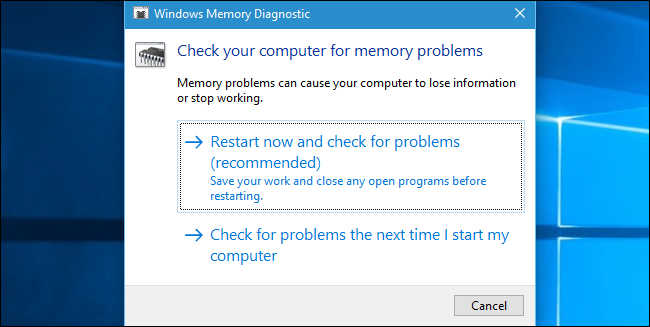 Windows Memory Diagnostic
Check your computer for memory problems
Memory problems can cause your computer to lose information
or stop working.
Restart now and check for problems
(recommended)
Save your work and close any open programs before
restarting.
Check for problems the next time I start my
computer
Cancel